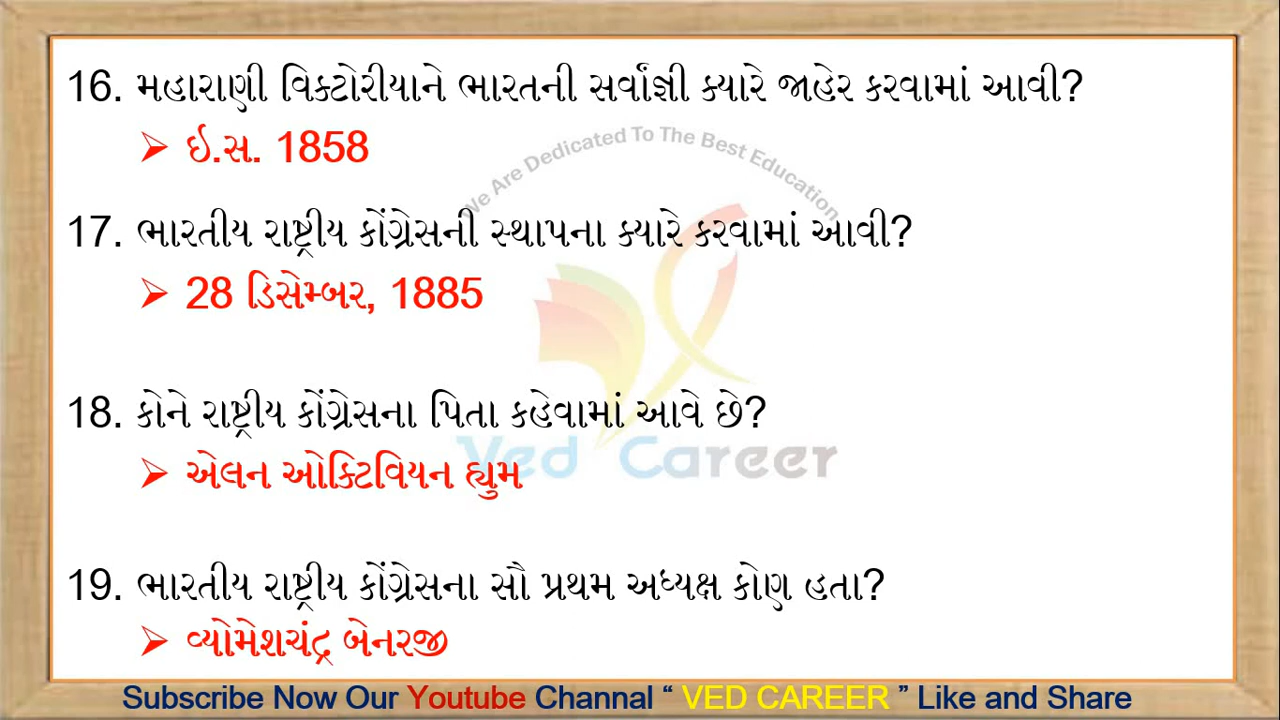 16. મહારાણી વિક્ટોરીયાને ભારતની સર્વાંજ્ઞી ક્યારે જાહેર કરવામાં આવી?
➢ ઇ.સ. 1858
We Are Dedicated To The Best Education
17. ભારતીય રાષ્ટ્રીય કોંગ્રેસની સ્થાપના ક્યારે કરવામાં આવી?
➢ 28 ડિસેમ્બર, 1885
18. કોને રાષ્ટ્રીય કોંગ્રેસના પિતા કહેવામાં આવે છે?
Ved Career
➢ એલન ઓક્ટિવિયન હ્યુમ
19. ભારતીય રાષ્ટ્રીય કોંગ્રેસના સૌ પ્રથમ અધ્યક્ષ કોણ હતા?
➢ વ્યોમેશચંદ્ર બેનરજી
Subscribe Now Our Youtube Channal “ VED CAREER ” Like and Share